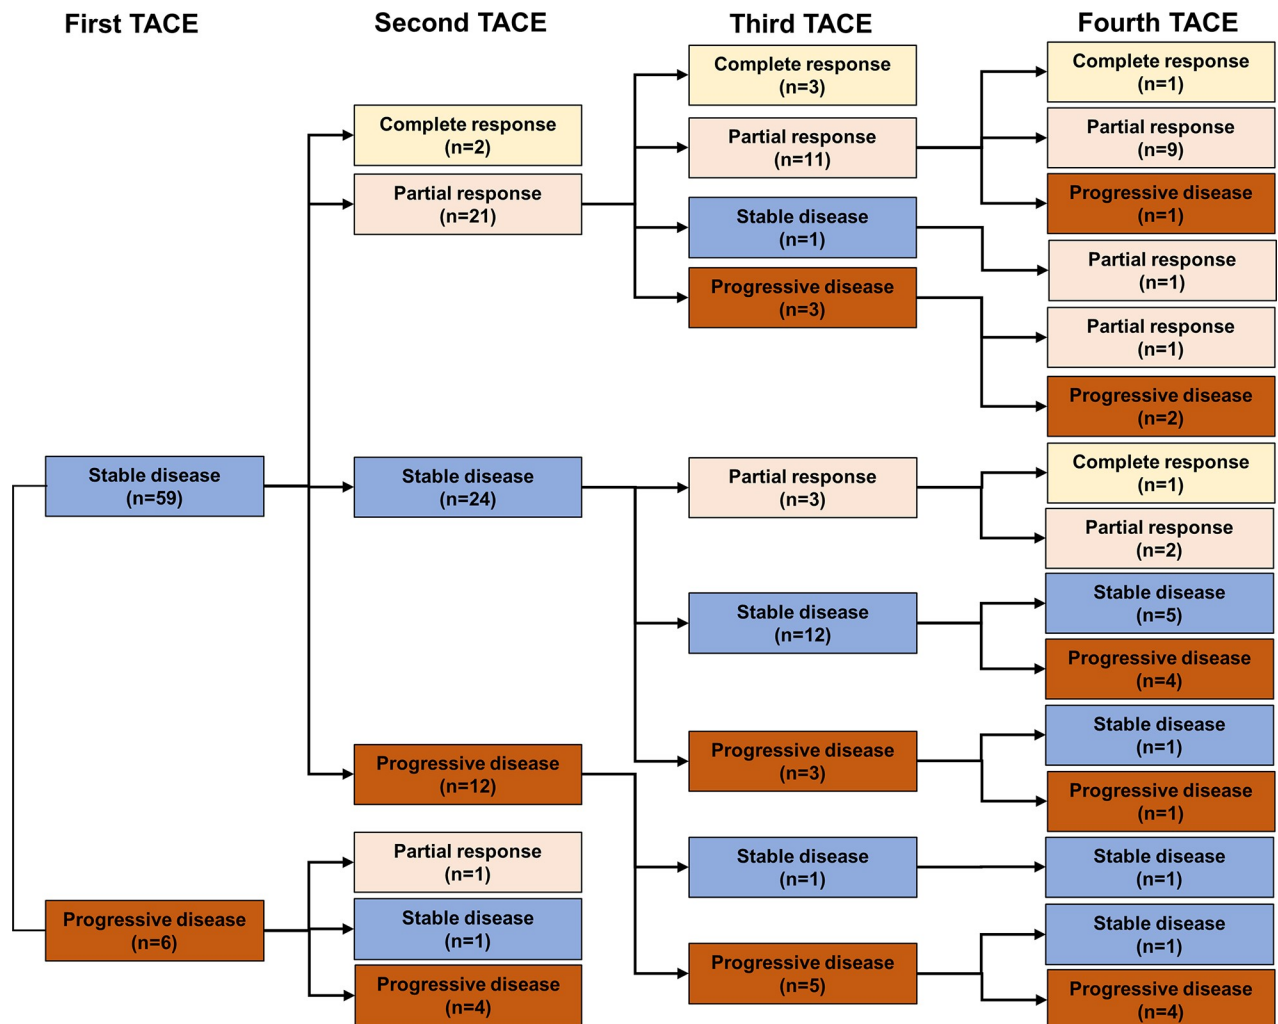 First TACE
Second TACE
Third TACE
Fourth TACE
Stable disease
(n=59)
Progressive disease
(n=6)
Complete response
(n=2)
Partial response
(n=21)
Stable disease
(n=24)
Progressive disease
(n=12)
Partial response
(n=1)
Stable disease
(n=1)
Progressive disease
(n=4)
Complete response
(n=3)
Partial response
(n=11)
Stable disease
(n=1)
Progressive disease
(n=3)
Partial response
(n=3)
Stable disease
(n=12)
Progressive disease
(n=3)
Stable disease
(n=1)
Progressive disease
(n=5)
Complete response
(n=1)
Partial response
(n=9)
Progressive disease
(n=1)
Partial response
(n=1)
Partial response
(n=1)
Progressive disease
(n=2)
Complete response
(n=1)
Partial response
(n=2)
Stable disease
(n=5)
Progressive disease
(n=4)
Stable disease
(n=1)
Progressive disease
(n=1)
Stable disease
(n=1)
Stable disease
(n=1)
Progressive disease
(n=4)